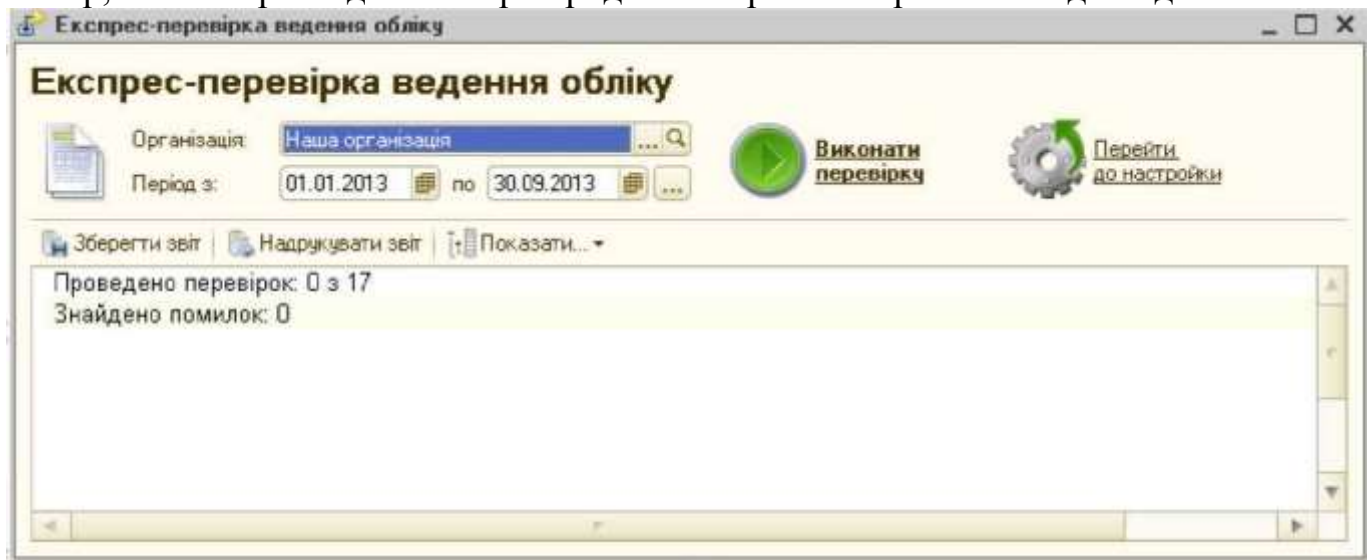 Експрес-перевірка ведення обліку
Експрес-перевірка ведення обліку
Організація: Наша організація ...
Період з: 01.01.2013 по 30.09.2013 ...
Виконати
перевірку
Перейти
до настройки
Зберегти звіт Надрукувати звіт Показати...
Проведено перевірок: 0 з 17
Знайдено помилок: 0